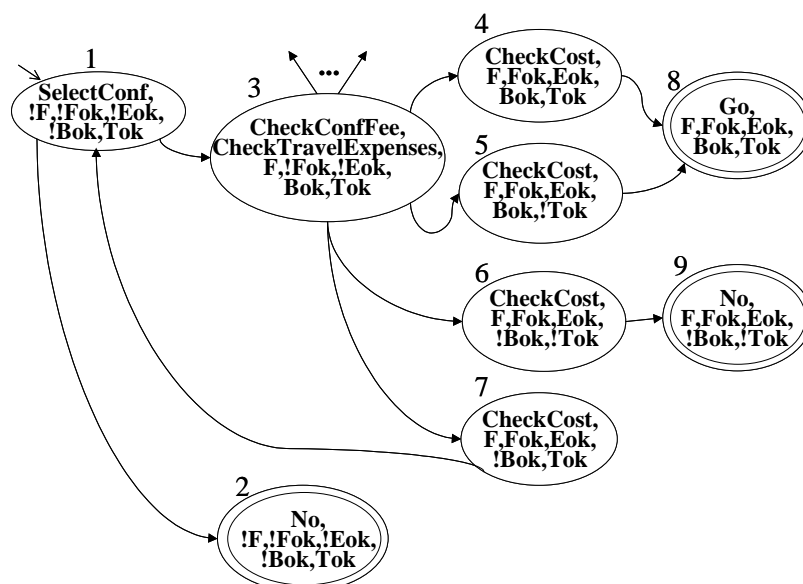 1
SelectConf,
!F,!Fok,!Eok,
!Bok,Tok
...
3
CheckConfFee,
CheckTravelExpenses,
F,!Fok,!Eok,
Bok,Tok
4
CheckCost,
F,Fok,Eok,
Bok,Tok
5
CheckCost,
F,Fok,Eok,
Bok,!Tok
8
Go,
F,Fok,Eok,
Bok,Tok
6
CheckCost,
F,Fok,Eok,
!Bok,!Tok
9
No,
F,Fok,Eok,
!Bok,!Tok
7
CheckCost,
F,Fok,Eok,
!Bok,Tok
2
No,
!F,!Fok,!Eok,
!Bok,Tok